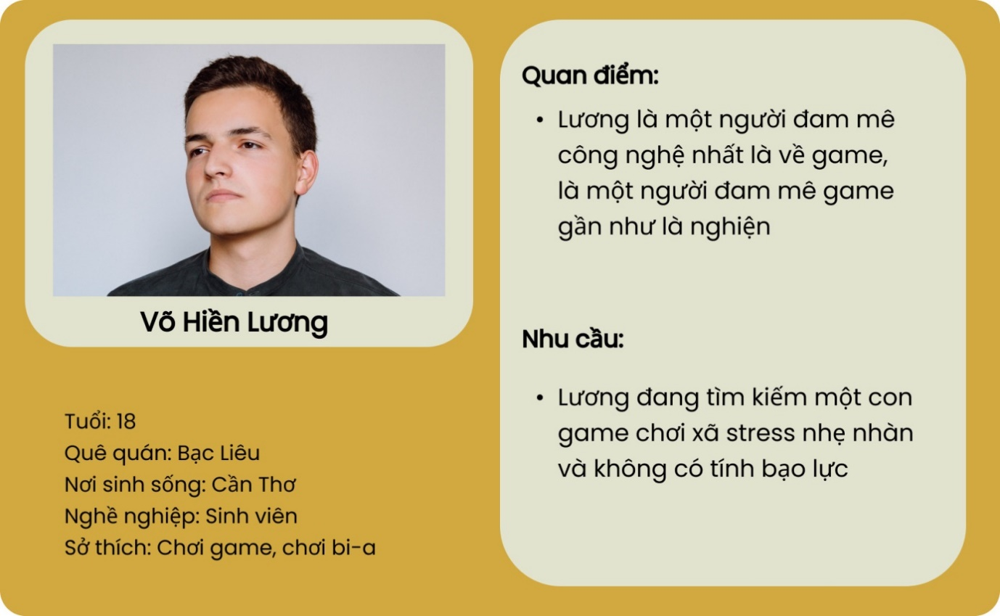 Võ Hiền Lương
Tuổi: 18
Quê quán: Bạc Liêu
Nơi sinh sống: Cần Thơ
Nghề nghiệp: Sinh viên
Sở thích: Chơi game, chơi bi-a
Quan điểm:
• Lương là một người đam mê
công nghệ nhất là về game,
là một người đam mê game
gần như là nghiện
Nhu cầu:
• Lương đang tìm kiếm một con
game chơi xã stress nhẹ nhàn
và không có tính bạo lực